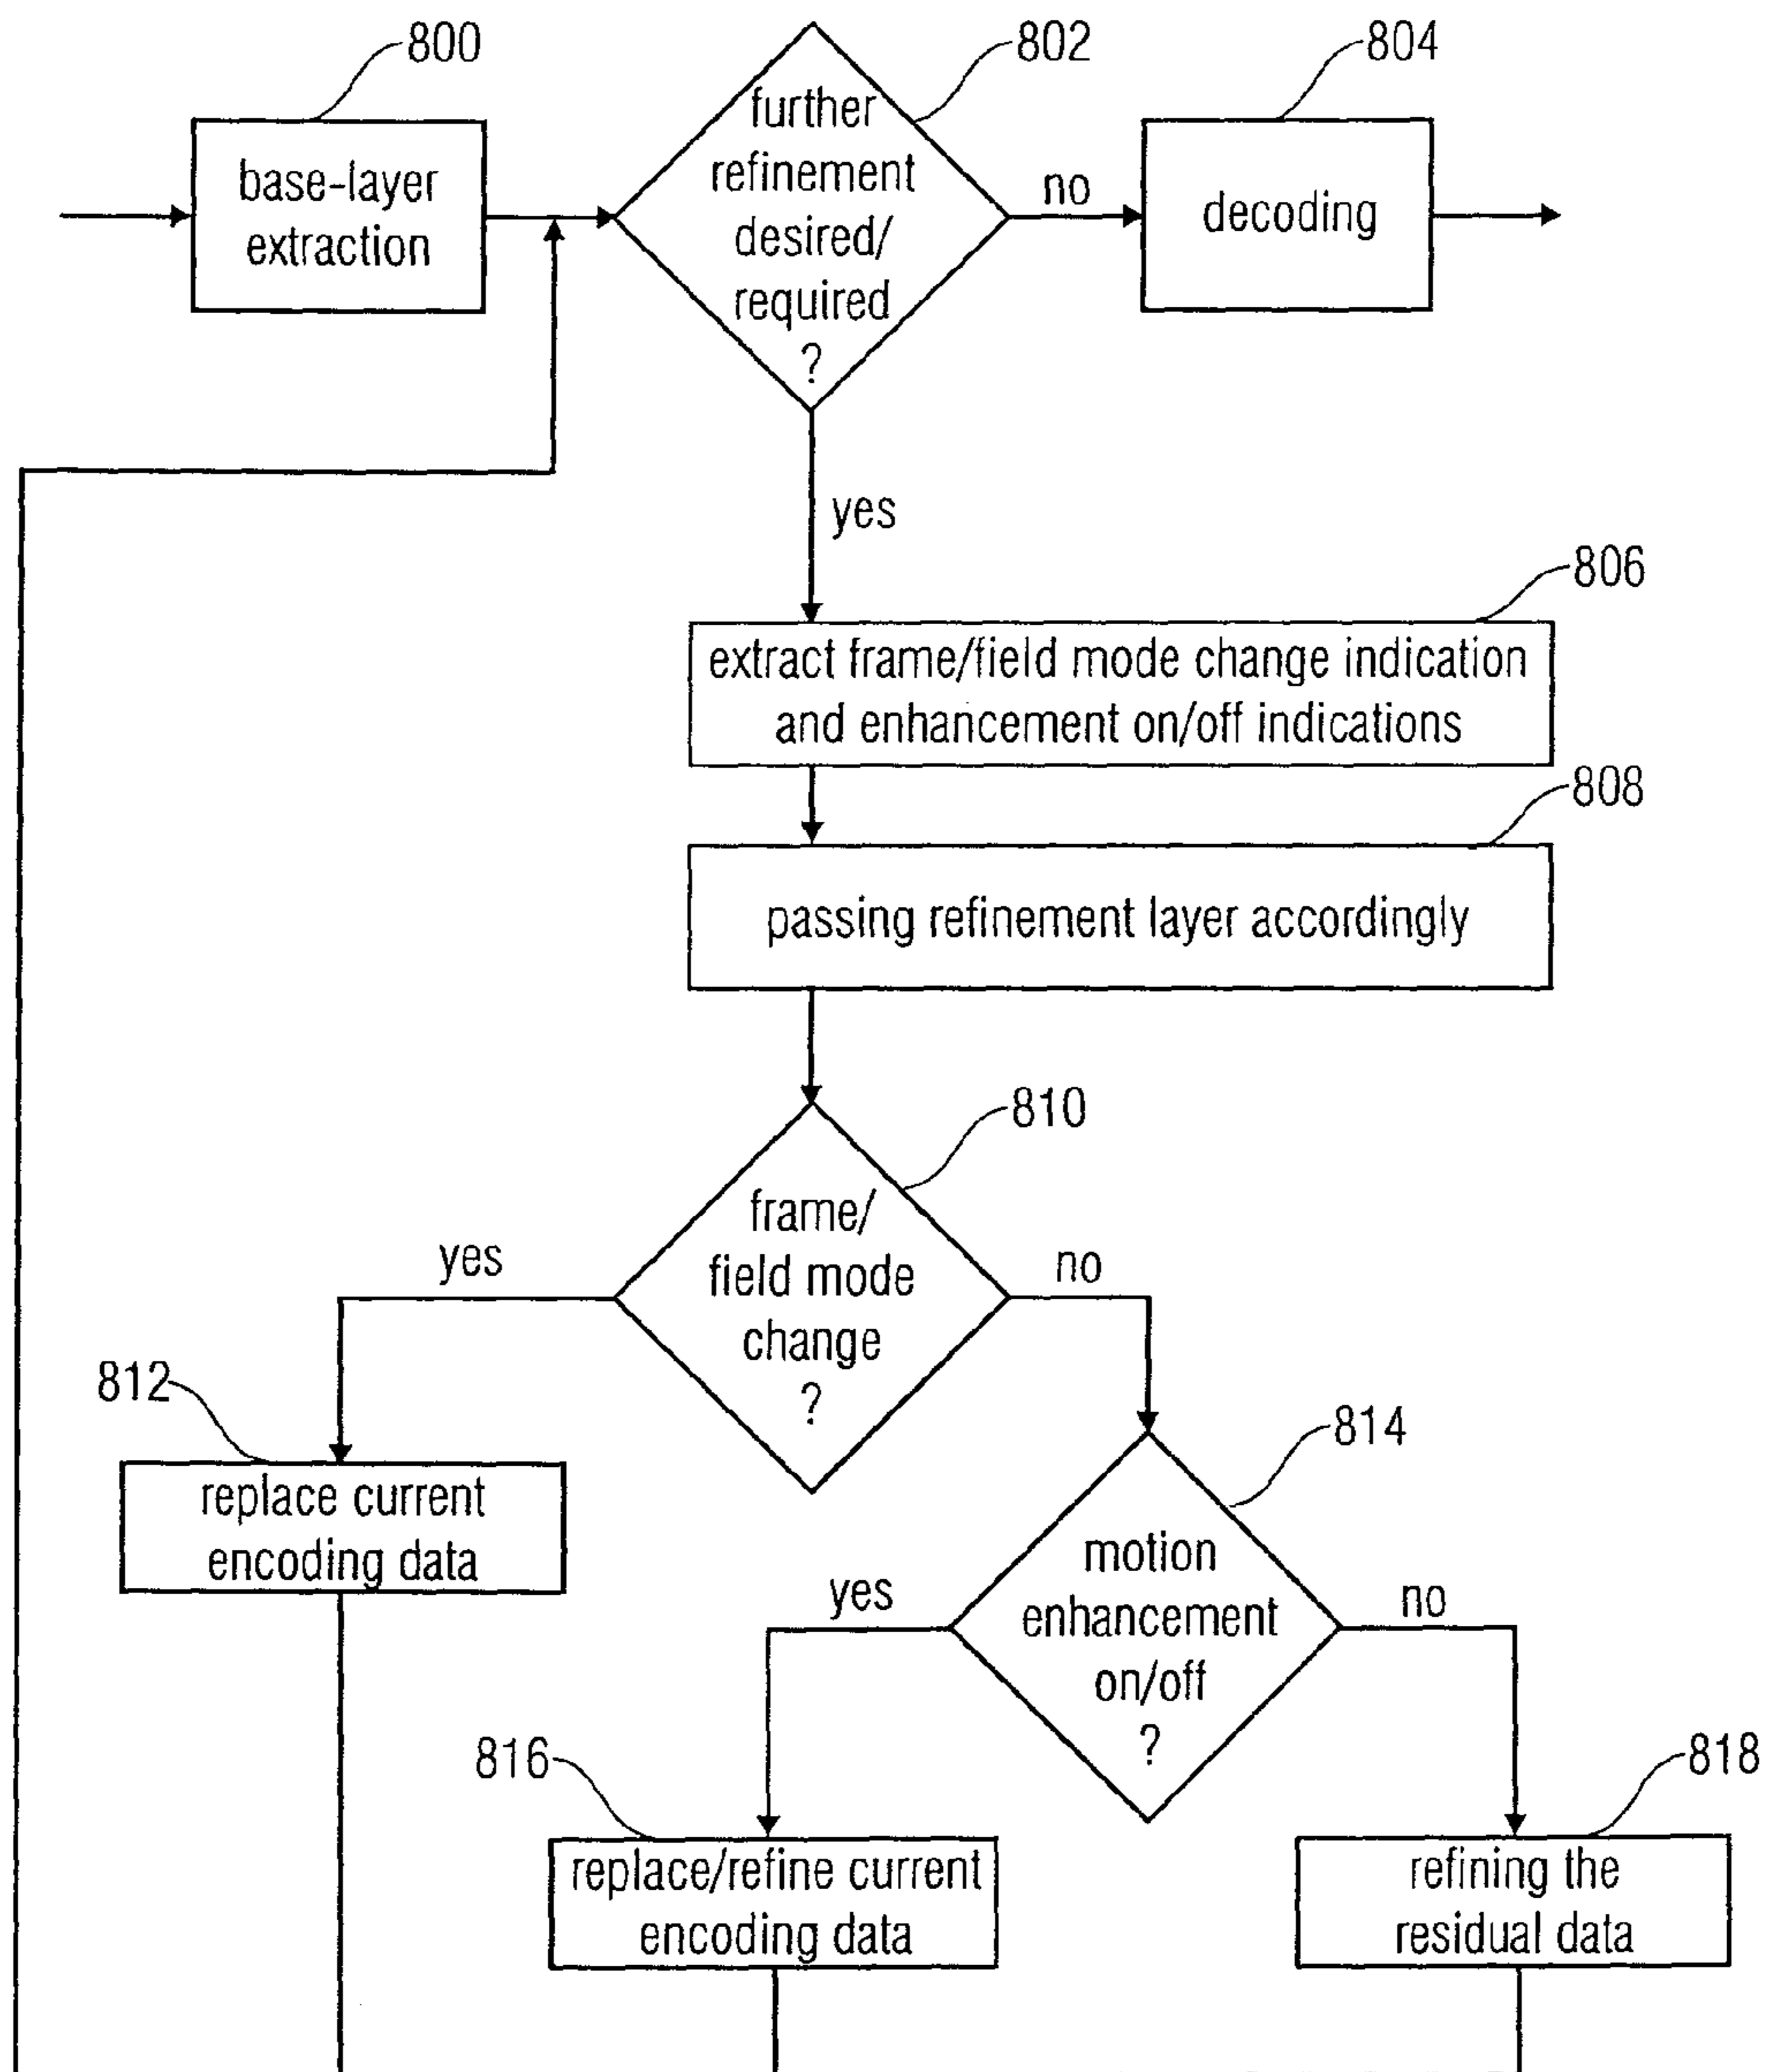 800
802
804
base-layer
extraction
further
refinement
desired/
required
?
no
decoding
yes
806
extract frame/field mode change indication
and enhancement on/off indications
808
passing refinement layer accordingly
810
frame/
field mode
change
?
yes
no
812
replace current
encoding data
814
motion
enhancement
on/off
?
yes
no
816
replace/refine current
encoding data
818
refining the
residual data